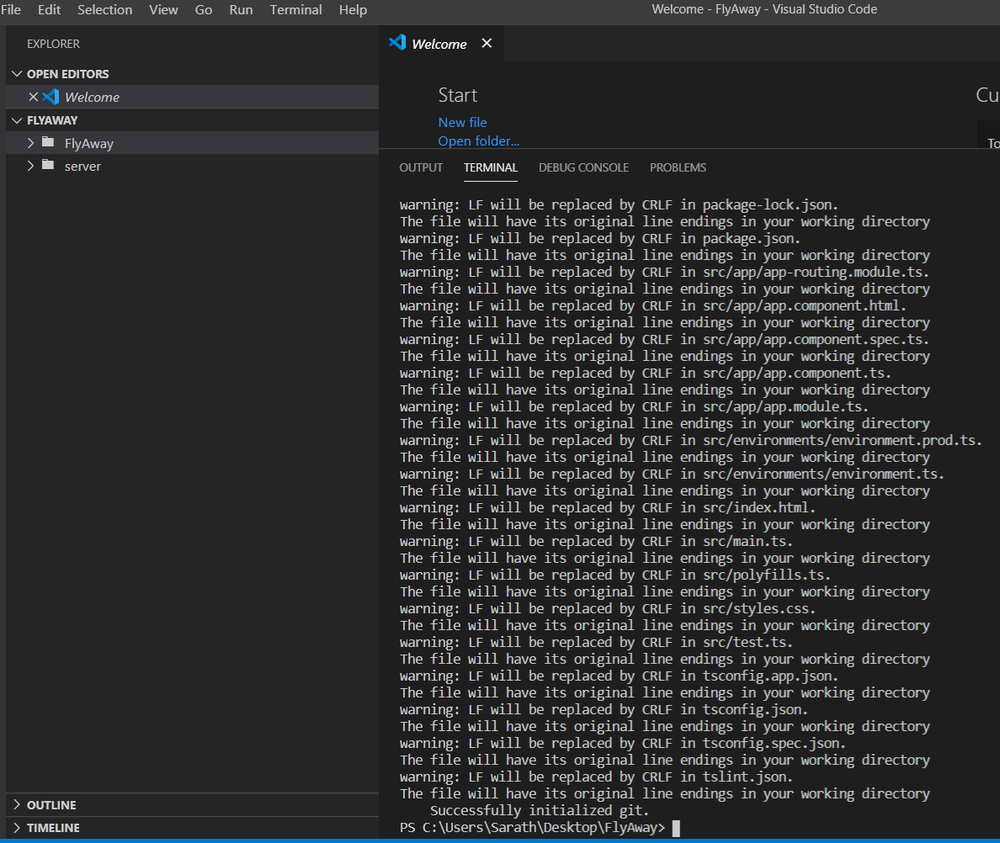 File Edit Selection View Go Run Terminal Help
Welcome - FlyAway - Visual Studio Code
EXPLORER
OPEN EDITORS
Welcome
FLYAWAY
FlyAway
server
OUTLINE
TIMELINE
Welcome
Start
New file
Open folder...
Cu
To
OUTPUT TERMINAL DEBUG CONSOLE PROBLEMS
warning: LF will be replaced by CRLF in package-lock.json.
The file will have its original line endings in your working directory
warning: LF will be replaced by CRLF in package.json.
The file will have its original line endings in your working directory
warning: LF will be replaced by CRLF in src/app/app-routing.module.ts.
The file will have its original line endings in your working directory
warning: LF will be replaced by CRLF in src/app/app.component.html.
The file will have its original line endings in your working directory
warning: LF will be replaced by CRLF in src/app/app.component.spec.ts.
The file will have its original line endings in your working directory
warning: LF will be replaced by CRLF in src/app/app.component.ts.
The file will have its original line endings in your working directory
warning: LF will be replaced by CRLF in src/app/app.module.ts.
The file will have its original line endings in your working directory
warning: LF will be replaced by CRLF in src/environments/environment.prod.ts.
The file will have its original line endings in your working directory
warning: LF will be replaced by CRLF in src/environments/environment.ts.
The file will have its original line endings in your working directory
warning: LF will be replaced by CRLF in src/index.html.
The file will have its original line endings in your working directory
warning: LF will be replaced by CRLF in src/main.ts.
The file will have its original line endings in your working directory
warning: LF will be replaced by CRLF in src/polyfills.ts.
The file will have its original line endings in your working directory
warning: LF will be replaced by CRLF in src/styles.css.
The file will have its original line endings in your working directory
warning: LF will be replaced by CRLF in src/test.ts.
The file will have its original line endings in your working directory
warning: LF will be replaced by CRLF in tsconfig.app.json.
The file will have its original line endings in your working directory
warning: LF will be replaced by CRLF in tsconfig.json.
The file will have its original line endings in your working directory
warning: LF will be replaced by CRLF in tsconfig.spec.json.
The file will have its original line endings in your working directory
warning: LF will be replaced by CRLF in tslint.json.
The file will have its original line endings in your working directory
Successfully initialized git.
PS C:\Users\Sarath\Desktop\FlyAway>